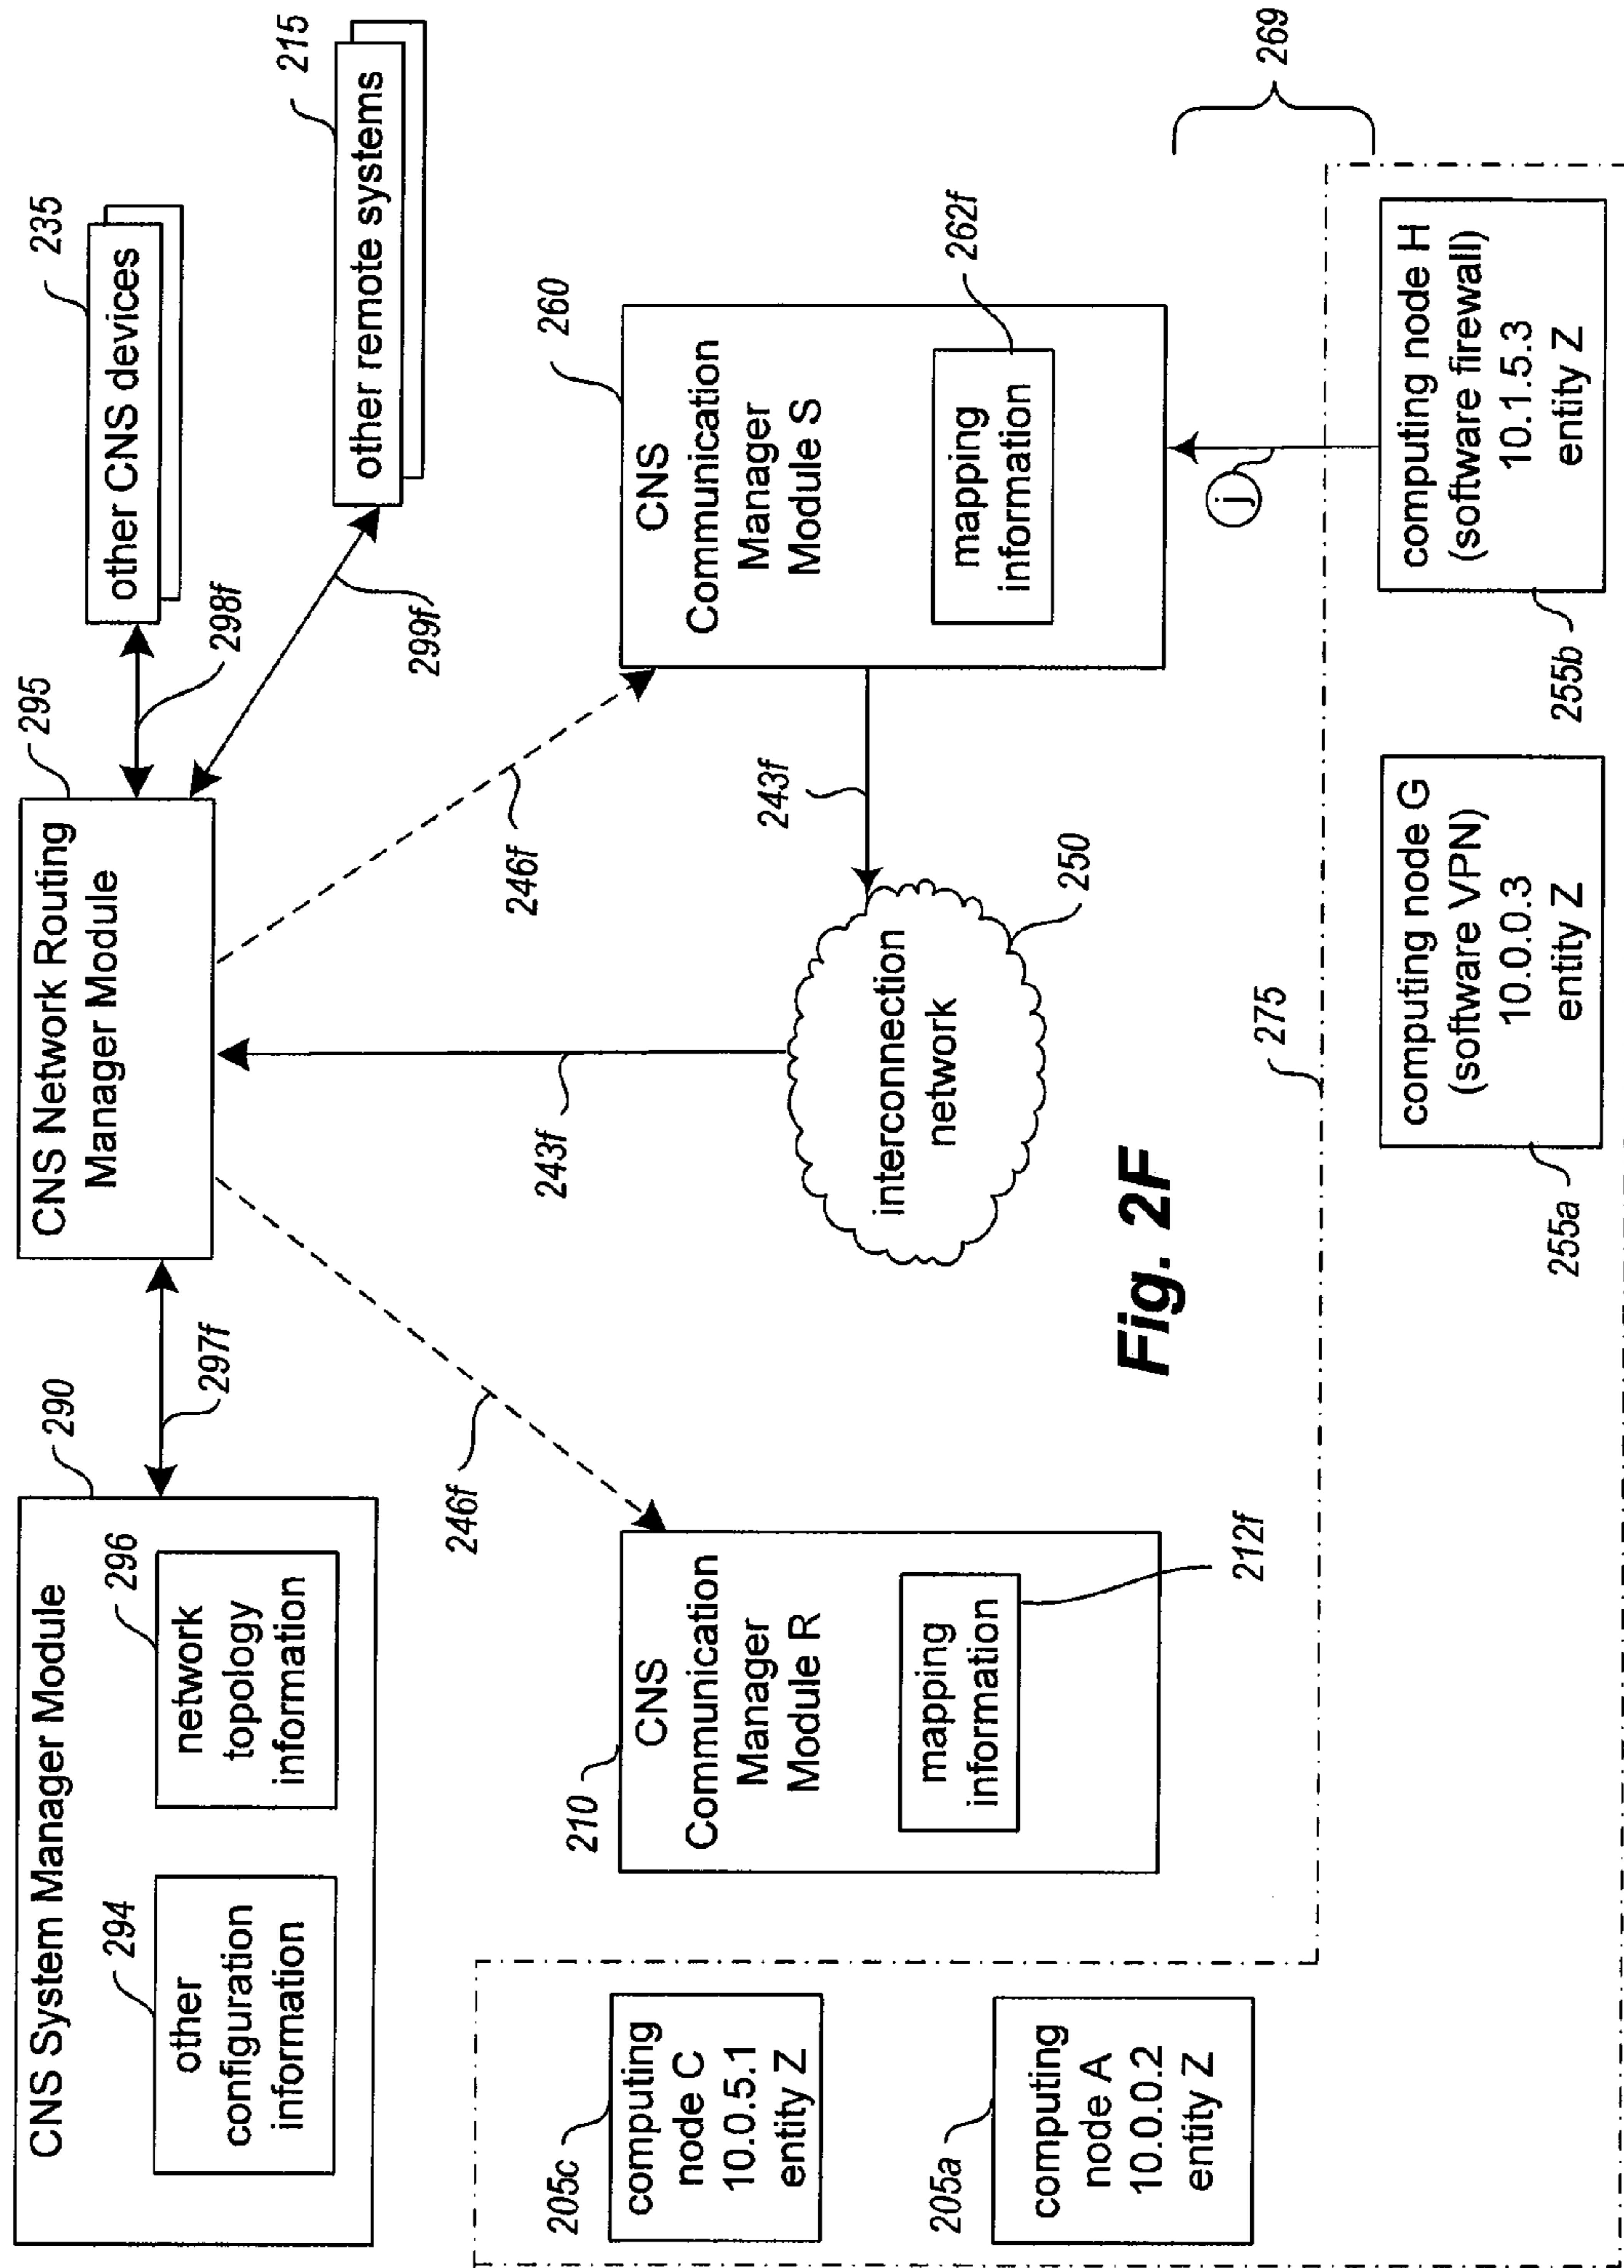 CNS System Manager Module
290
294
other
configuration
information
296
network
topology
information
297f
CNS Network Routing
Manager Module
295
298f
other CNS devices
235
299f
other remote systems
215
246f
246f
210
CNS
Communication
Manager
Module R
mapping
information
212f
243f
243f
interconnection
network
250
CNS
Communication
Manager
Module S
260
mapping
information
262f
205c
computing
node C
10.0.5.1
entity Z
205a
computing
node A
10.0.0.2
entity Z
Fig. 2F
275
j
269
255a
computing node G
(software VPN)
10.0.0.3
entity Z
255b
computing node H
(software firewall)
10.1.5.3
entity Z